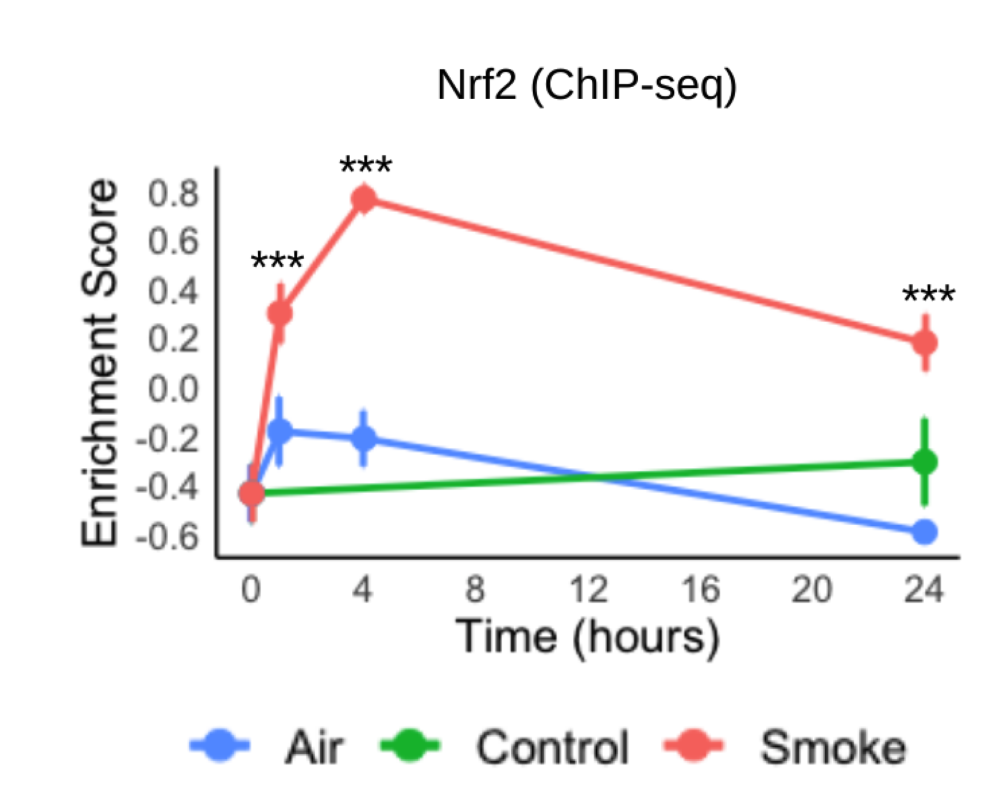 Nrf2 (ChIP-seq)
***
***
***
Enrichment Score
0.8
0.6
0.4
0.2
0.0
-0.2
-0.4
-0.6
0 4 8 12 16 20 24
Time (hours)
Air Control Smoke